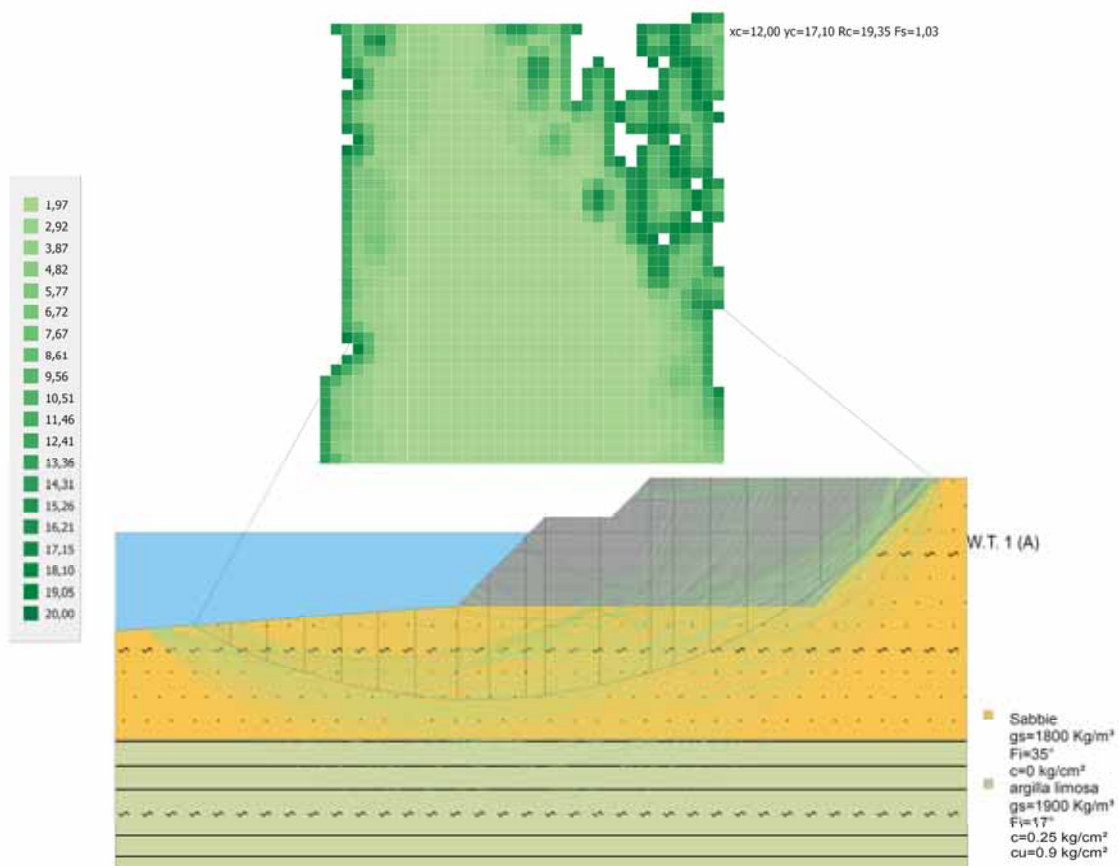 xc=12,00 yc=17,10 Rc=19,35 Fs=1,03
1,97
2,92
3,87
4,82
5,77
6,72
7,67
8,61
9,56
10,51
11,46
12,41
13,36
14,31
15,26
16,21
17,15
18,10
19,05
20,00
W.T. 1 (A)
Sabbie
gs=1800 Kg/m³
Fi=35°
c=0 kg/cm²
argilla limosa
gs=1900 Kg/m³
Fi=17°
c=0.25 kg/cm²
cu=0.9 kg/cm²